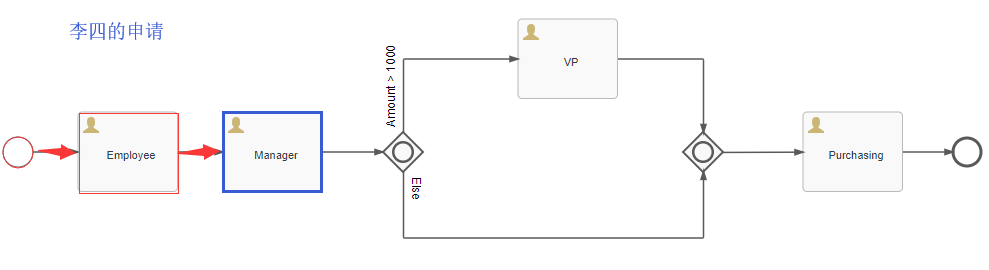 李四的申请
Employee
Manager
Amount > 1000
Else
VP
Purchasing